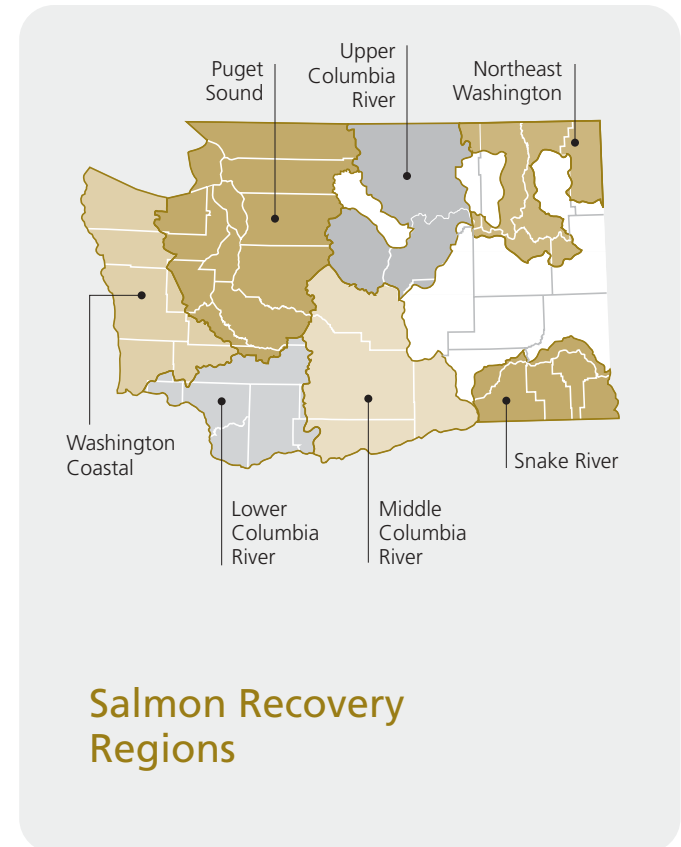 Puget
Sound
Upper
Columbia
River
Northeast
Washington
Washington
Coastal
Lower
Columbia
River
Middle
Columbia
River
Snake River
Salmon Recovery
Regions